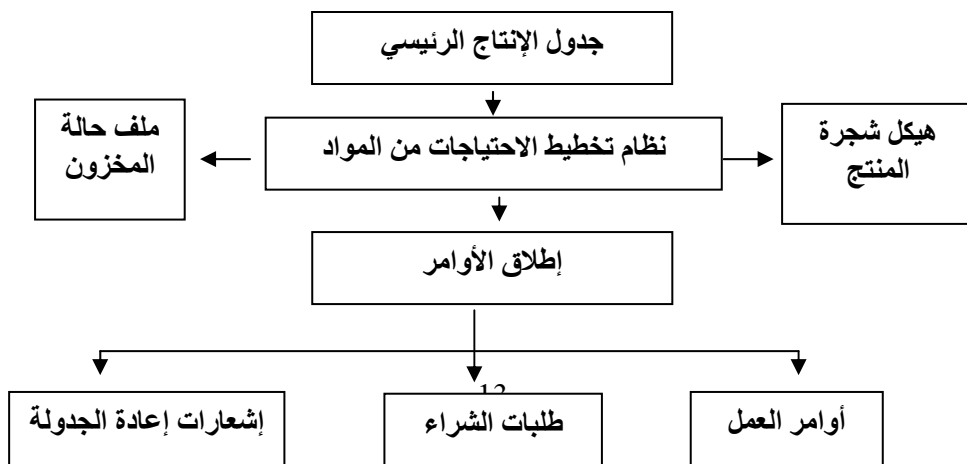 جدول الإنتاج الرئيسي
هيكل شجرة
المنتج
نظام تخطيط الاحتياجات من المواد
ملف حالة
المخزون
إطلاق الأوامر
أوامر العمل
طلبات الشراء
إشعارات إعادة الجدولة